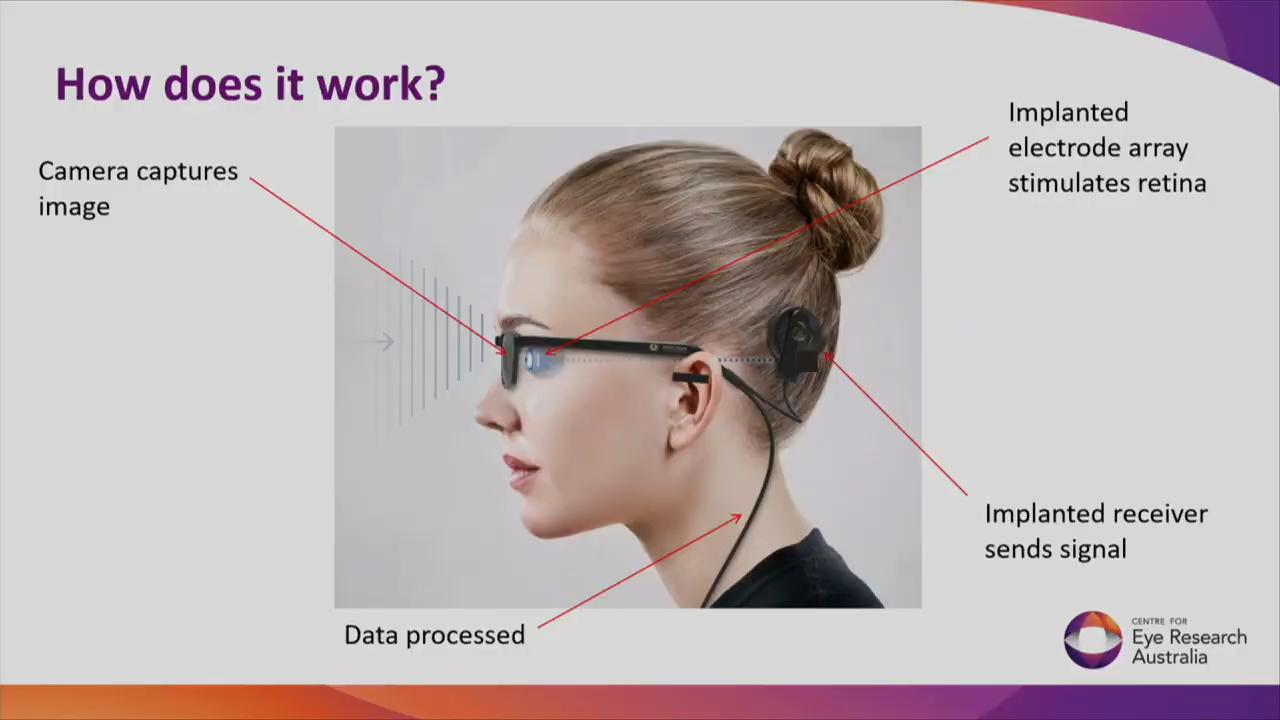 How does it work?
Camera captures
image
Implanted
electrode array
stimulates retina
Implanted receiver
sends signal
Data processed
CENTRE FOR
Eye Research
Australia